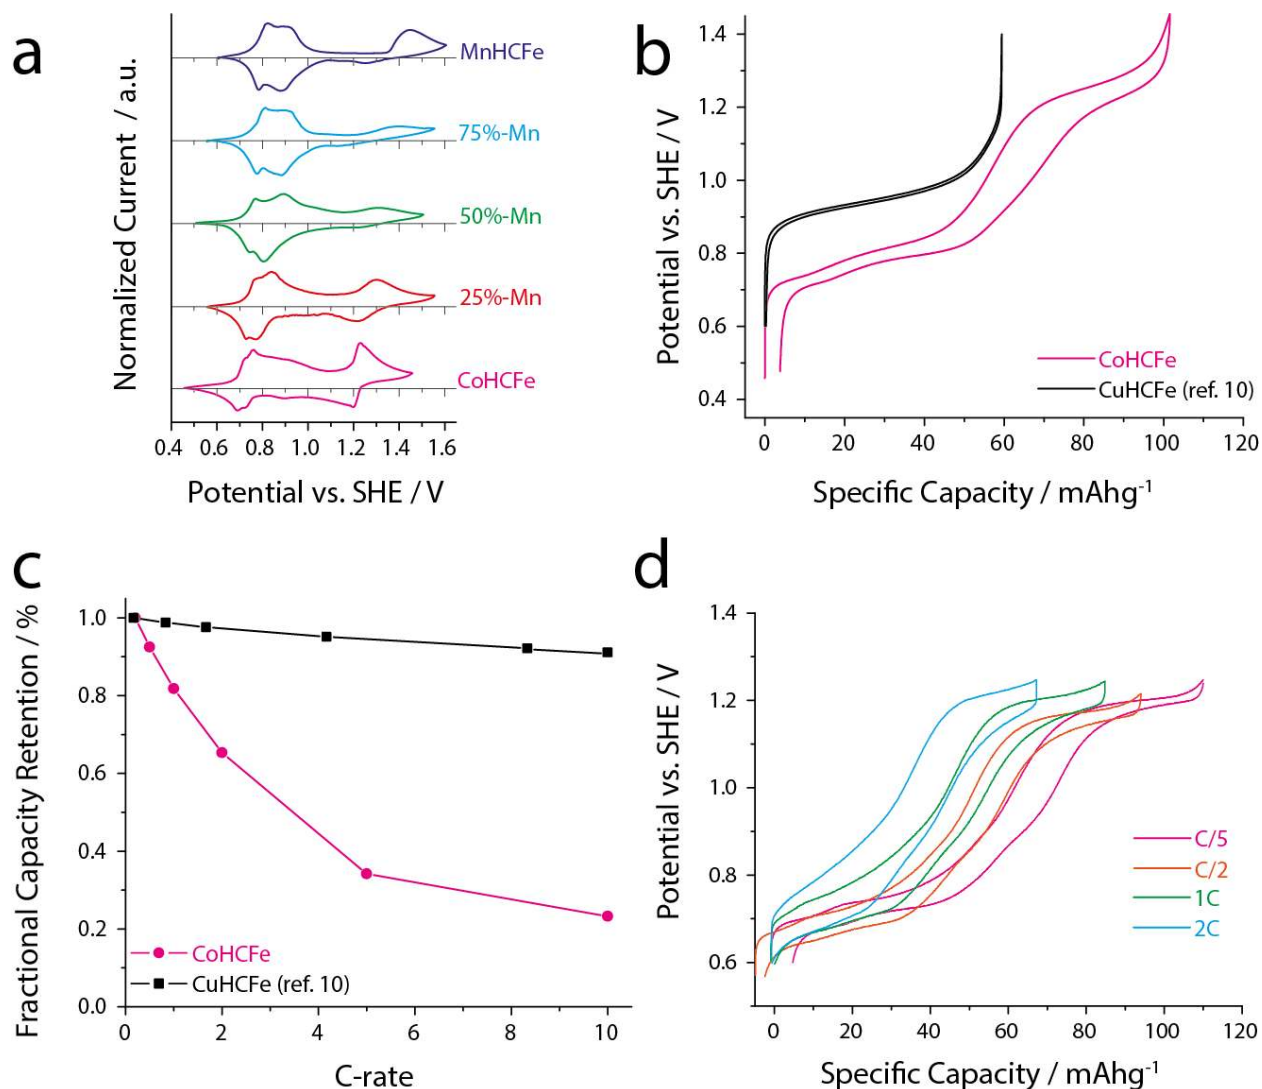 a
Normalized Current / a.u.
MnHCFe
75%-Mn
50%-Mn
25%-Mn
CoHCFe
0.4 0.6 0.8 1.0 1.2 1.4 1.6
Potential vs. SHE / V
b
Potential vs. SHE / V
1.4
1.2
1.0
0.8
0.6
0.4
CoHCFe
CuHCFe (ref. 10)
0 20 40 60 80 100 120
Specific Capacity / mAhg⁻¹
c
Fractional Capacity Retention / %
1.0
0.8
0.6
0.4
0.2
0.0
CoHCFe
CuHCFe (ref. 10)
0 2 4 6 8 10
C-rate
d
Potential vs. SHE / V
1.4
1.2
1.0
0.8
0.6
C/5
C/2
1C
2C
0 20 40 60 80 100 120
Specific Capacity / mAhg⁻¹